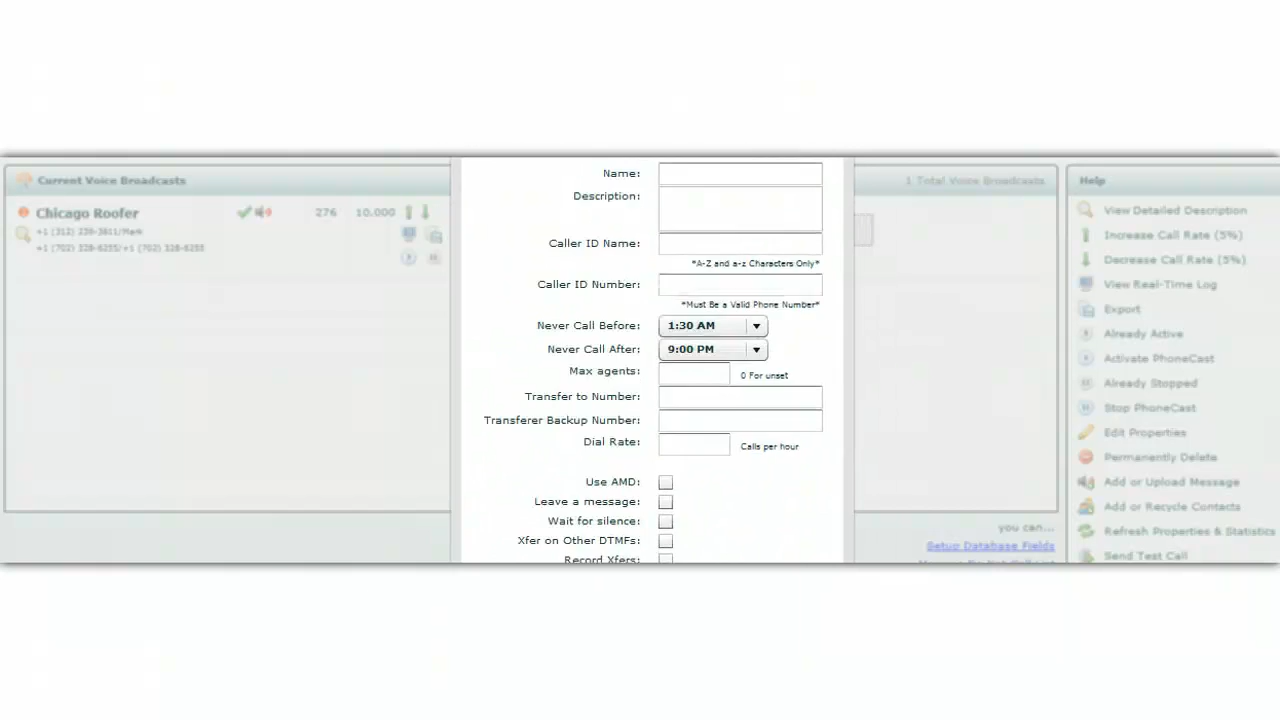 Current Voice Broadcasts
Chicago Roofer 276 10,000
Name:
Description:
Caller ID Name:
*A-Z and a-z Characters Only*
Caller ID Number:
*Must Be a Valid Phone Number*
Never Call Before: 1:30 AM
Never Call After: 9:00 PM
Max agents: 0 For unset
Transfer to Number:
Transferer Backup Number:
Dial Rate: Calls per hour
Use AMD:
Leave a message:
Wait for silence:
Xfer on Other DTMFs:
Record Xfers:
1 Total Voice Broadcasts
you can...
Setup Database Fields
Help
View Detailed Description
Increase Call Rate (5%)
Decrease Call Rate (5%)
View Real-Time Log
Export
Already Active
Activate PhoneCast
Already Stopped
Stop PhoneCast
Edit Properties
Permanently Delete
Add or Upload Message
Add or Recycle Contacts
Refresh Properties & Statistics
Send Test Call